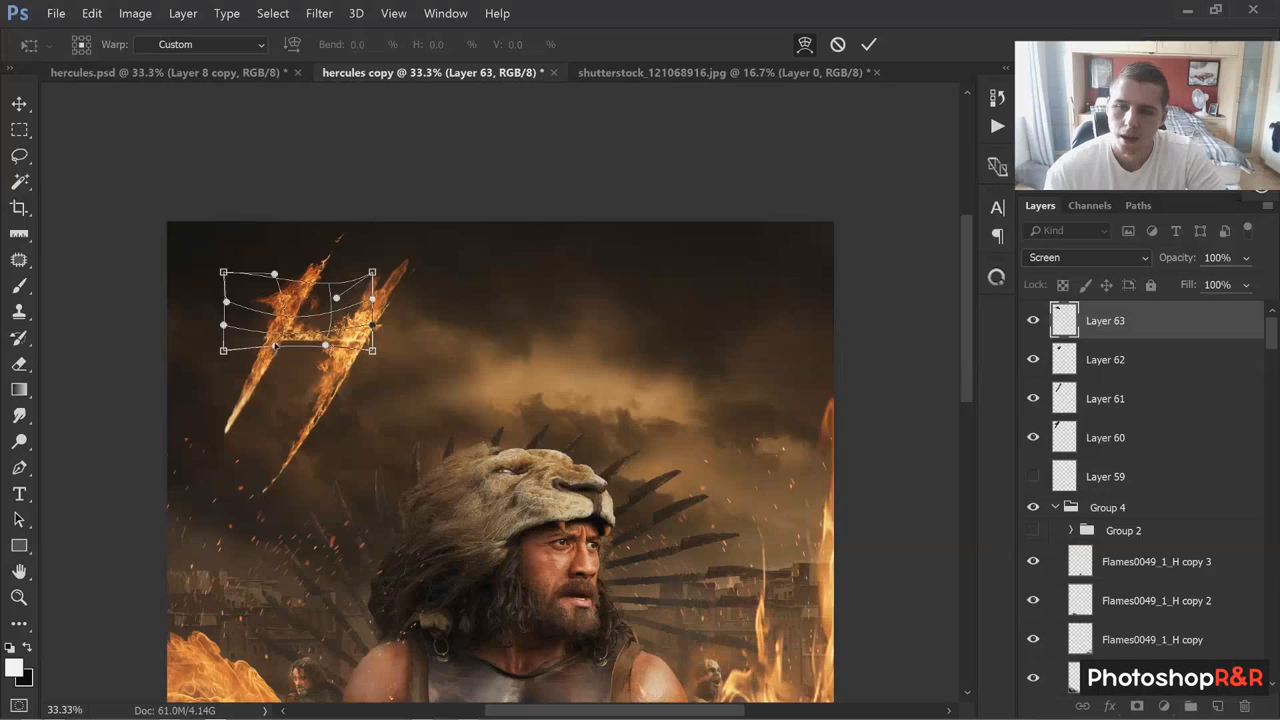 Ps File Edit Image Layer Type Select Filter 3D View Window Help
Warp: Custom Bend: 0.0 % H: 0.0 % V: 0.0 %
hercules.psd @ 33.3% (Layer 8 copy, RGB/8) * × hercules copy @ 33.3% (Layer 63, RGB/8) * × shutterstock_121068916.jpg @ 16.7% (Layer 0, RGB/8) * ×
Layers Channels Paths
Kind
Screen Opacity: 100%
Lock: Fill: 100%
Layer 63
Layer 62
Layer 61
Layer 60
Layer 59
Group 4
Group 2
Flames0049_1_H copy 3
Flames0049_1_H copy 2
Flames0049_1_H copy
PhotoshopR&R
33.33% Doc: 61.0M/4.14G